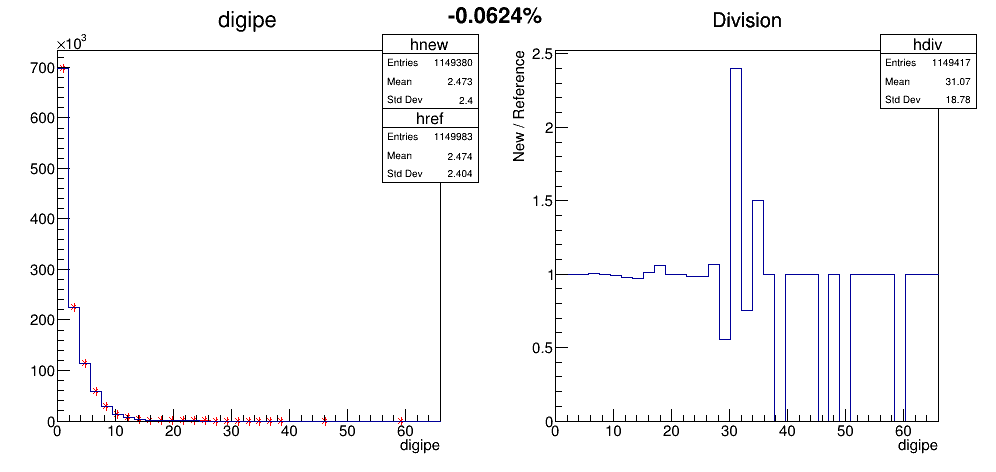 -0.0624%
digipe
×10³
700
600
500
400
300
200
100
0
0 10 20 30 40 50 60
digipe
hnew
Entries 1149380
Mean 2.473
Std Dev 2.4
href
Entries 1149983
Mean 2.474
Std Dev 2.404
Division
New / Reference
2.5
2
1.5
1
0.5
0
0 10 20 30 40 50 60
digipe
hdiv
Entries 1149417
Mean 31.07
Std Dev 18.78